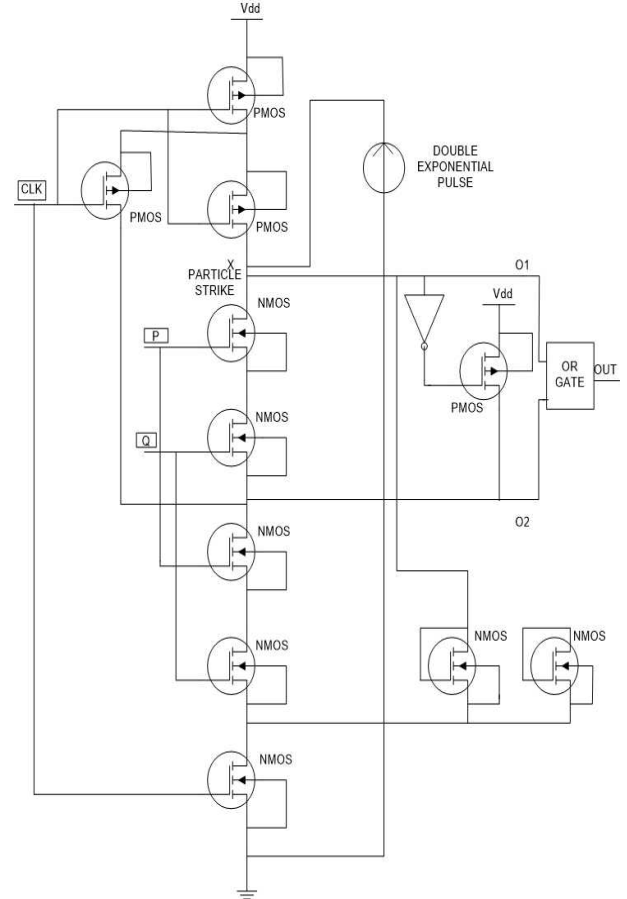 Vdd
PMOS
DOUBLE
EXPONENTIAL
PULSE
CLK
PMOS
PMOS
X
PARTICLE
STRIKE
O1
NMOS
Vdd
P
OR
GATE
OUT
PMOS
NMOS
Q
O2
NMOS
NMOS
NMOS
NMOS
NMOS